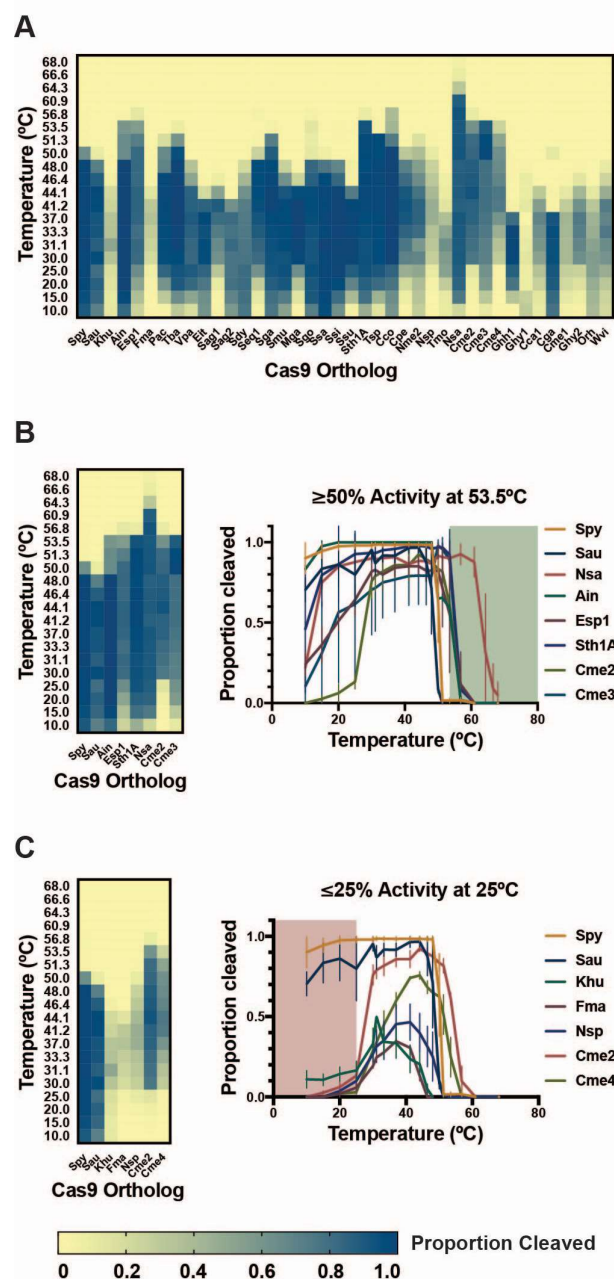 A
Temperature (ºC)
68.0
66.6
64.3
60.9
56.8
53.5
51.3
50.0
48.0
46.4
44.1
41.2
37.0
33.3
31.1
30.0
25.0
20.0
15.0
10.0
Spy Sau Khu Ain Esp1 Fma Pac Tba Vpa Eit Sag1 Sag2 Sdy Seq1 Sga Smu Mga Sgo Ssa Ssi Ssu Sth1A Tsp Cco Cpe Nme2 Nsp Tmo Nsa Cme2 Cme3 Cme4 Ghh1 Ghy1 Cca1 Cga Cme1 Ghy2 Orf Wvi
Cas9 Ortholog
B
Temperature (ºC)
68.0
66.6
64.3
60.9
56.8
53.5
51.3
50.0
48.0
46.4
44.1
41.2
37.0
33.3
31.1
30.0
25.0
20.0
15.0
10.0
Spy Sau Ain Esp1 Sth1A Nsa Cme2 Cme3
Cas9 Ortholog
≥50% Activity at 53.5ºC
Proportion cleaved
1.0
0.5
0.0
0 20 40 60 80
Temperature (ºC)
Spy
Sau
Nsa
Ain
Esp1
Sth1A
Cme2
Cme3
C
Temperature (ºC)
68.0
66.6
64.3
60.9
56.8
53.5
51.3
50.0
48.0
46.4
44.1
41.2
37.0
33.3
31.1
30.0
25.0
20.0
15.0
10.0
Spy Sau Khu Fma Nsp Cme2 Cme4
Cas9 Ortholog
≤25% Activity at 25ºC
Proportion cleaved
1.0
0.5
0.0
0 20 40 60 80
Temperature (ºC)
Spy
Sau
Khu
Fma
Nsp
Cme2
Cme4
Proportion Cleaved
0 0.2 0.4 0.6 0.8 1.0